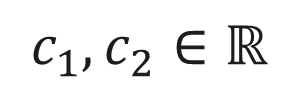 𝑐₁, 𝑐₂ ∈ ℝ